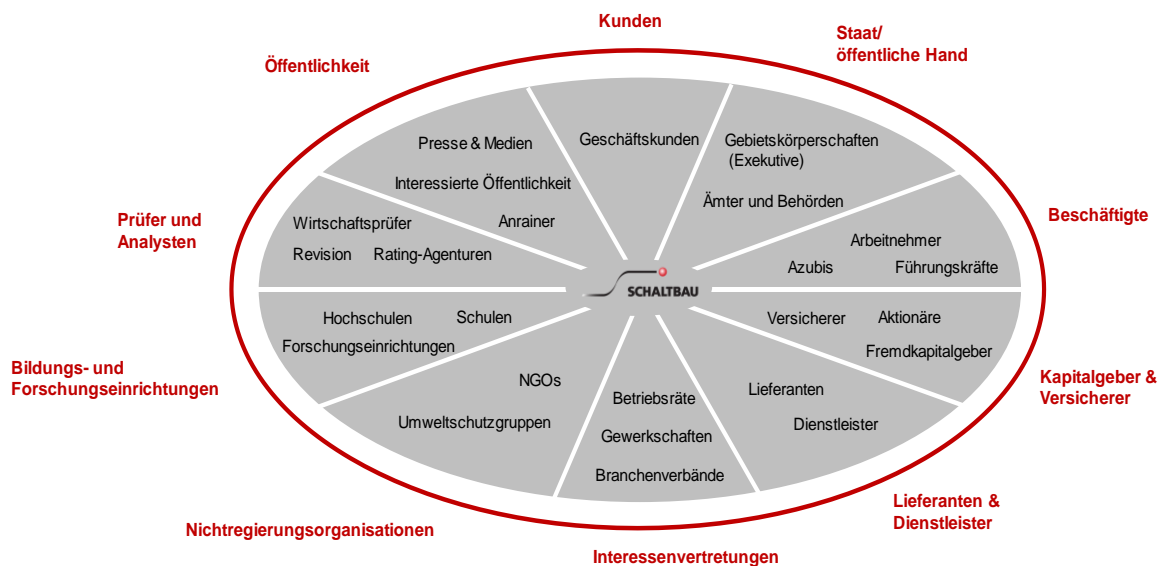 Kunden
Staat/
öffentliche Hand
Öffentlichkeit
Presse & Medien
Geschäftskunden
Gebietskörperschaften
(Exekutive)
Interessierte Öffentlichkeit
Ämter und Behörden
Anrainer
Prüfer und
Analysten
Wirtschaftsprüfer
Revision
Rating-Agenturen
Beschäftigte
Arbeitnehmer
Azubis
Führungskräfte
SCHALTBAU
Hochschulen
Schulen
Forschungseinrichtungen
Versicherer
Aktionäre
Fremdkapitalgeber
Bildungs- und
Forschungseinrichtungen
Kapitalgeber &
Versicherer
NGOs
Umweltschutzgruppen
Betriebsräte
Gewerkschaften
Branchenverbände
Lieferanten
Dienstleister
Nichtregierungsorganisationen
Interessenvertretungen
Lieferanten &
Dienstleister